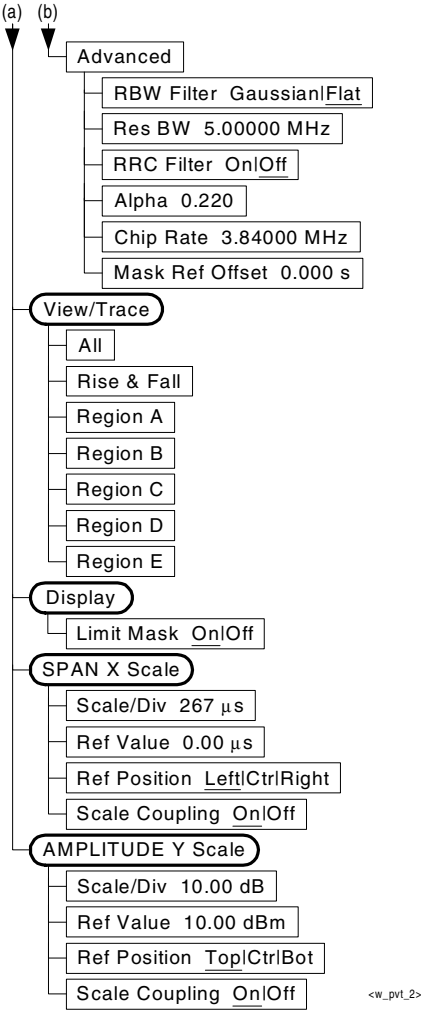 (a) (b)
Advanced
RBW Filter Gaussian|Flat
Res BW 5.00000 MHz
RRC Filter On|Off
Alpha 0.220
Chip Rate 3.84000 MHz
Mask Ref Offset 0.000 s
View/Trace
All
Rise & Fall
Region A
Region B
Region C
Region D
Region E
Display
Limit Mask On|Off
SPAN X Scale
Scale/Div 267 μs
Ref Value 0.00 μs
Ref Position Left|Ctr|Right
Scale Coupling On|Off
AMPLITUDE Y Scale
Scale/Div 10.00 dB
Ref Value 10.00 dBm
Ref Position Top|Ctr|Bot
Scale Coupling On|Off
<w_pvt_2>